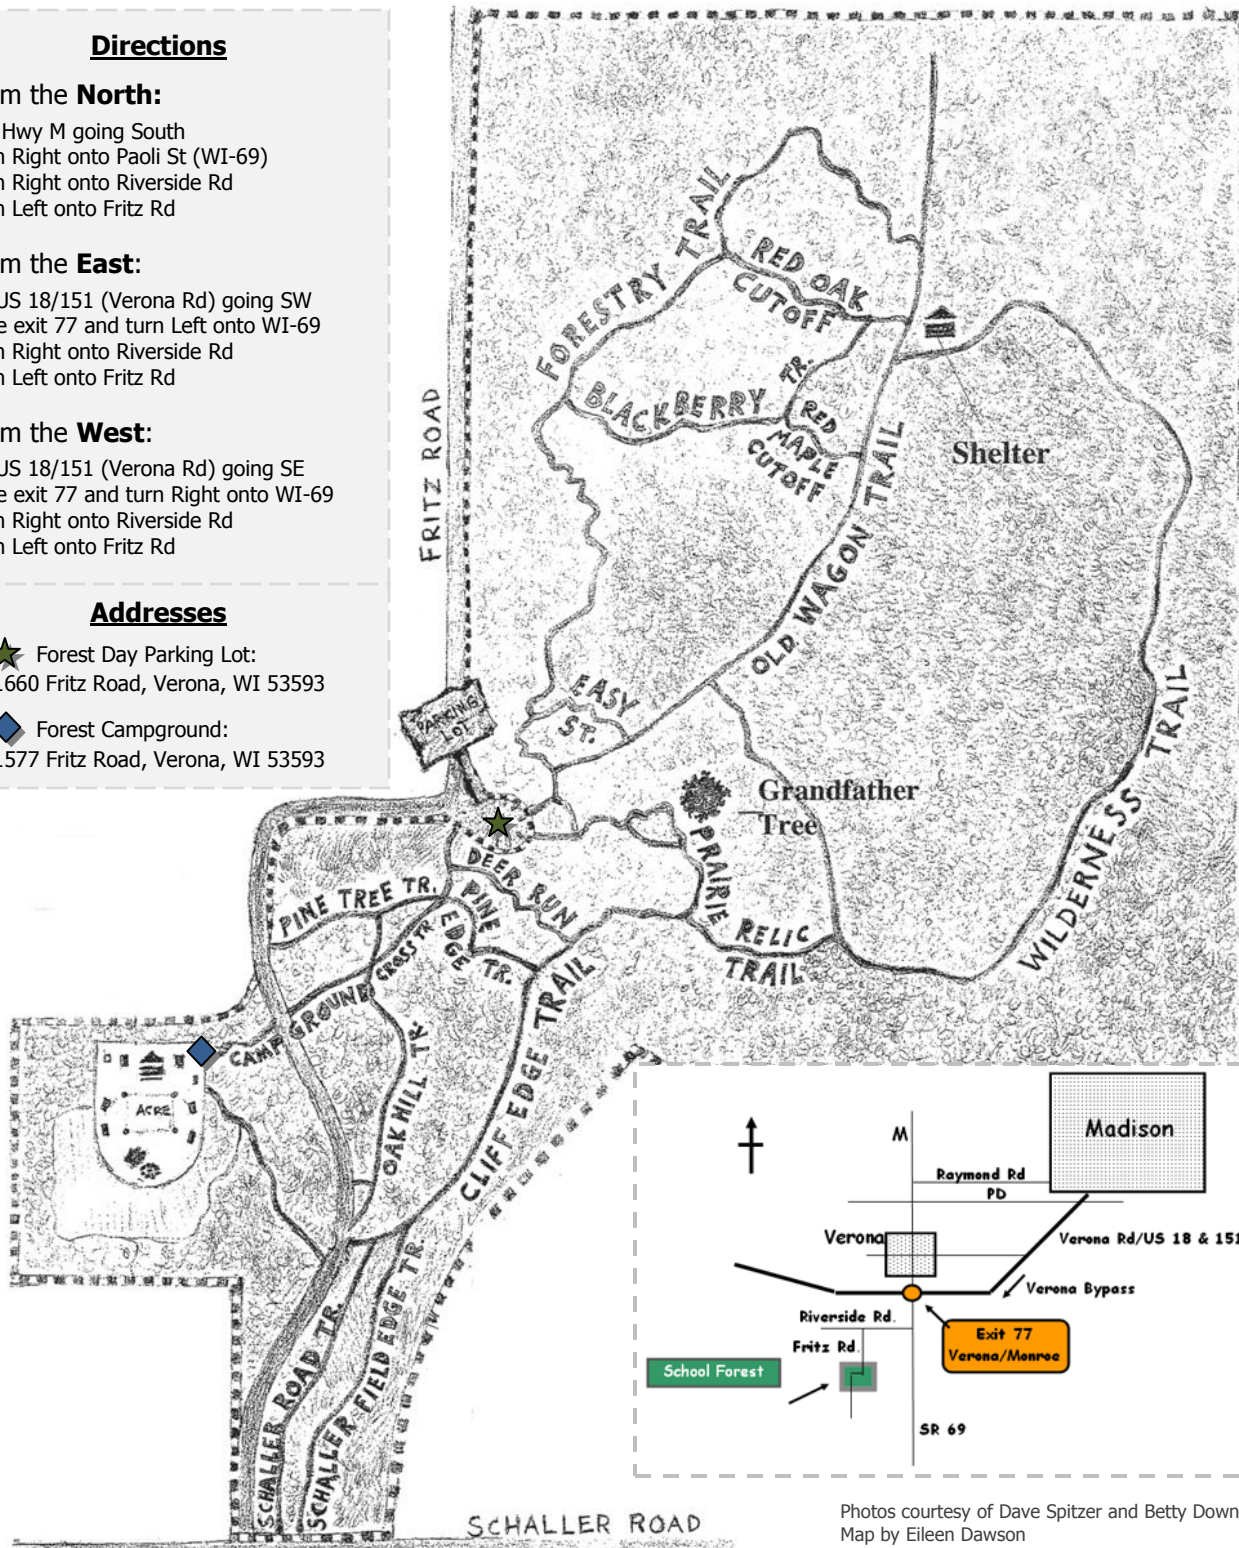 Directions
m the North:
Hwy M going South
n Right onto Paoli St (WI-69)
n Right onto Riverside Rd
n Left onto Fritz Rd
m the East:
US 18/151 (Verona Rd) going SW
e exit 77 and turn Left onto WI-69
n Right onto Riverside Rd
n Left onto Fritz Rd
m the West:
US 18/151 (Verona Rd) going SE
e exit 77 and turn Right onto WI-69
n Right onto Riverside Rd
n Left onto Fritz Rd
Addresses
Forest Day Parking Lot:
1660 Fritz Road, Verona, WI 53593
Forest Campground:
1577 Fritz Road, Verona, WI 53593
FRITZ ROAD
FORESTRY TRAIL
RED OAK
CUTOFF
BLACKBERRY TR.
RED
MAPLE
CUTOFF
OLD WAGON TRAIL
Shelter
WILDERNESS TRAIL
EASY
ST.
PARKING
LOT
Grandfather
Tree
PRAIRIE
RELIC
TRAIL
DEER RUN
PINE TREE TR.
PINE
EDGE
TR.
CAMP GROUND CROSS TR.
OAK HILL TR.
CLIFF EDGE TRAIL
ACRE
SCHALLER ROAD TR.
SCHALLER FIELD EDGE TR.
SCHALLER ROAD
M
Madison
Raymond Rd
PD
Verona
Verona Rd/US 18 & 151
Verona Bypass
Riverside Rd.
Fritz Rd.
Exit 77
Verona/Monroe
School Forest
SR 69
Photos courtesy of Dave Spitzer and Betty Down
Map by Eileen Dawson